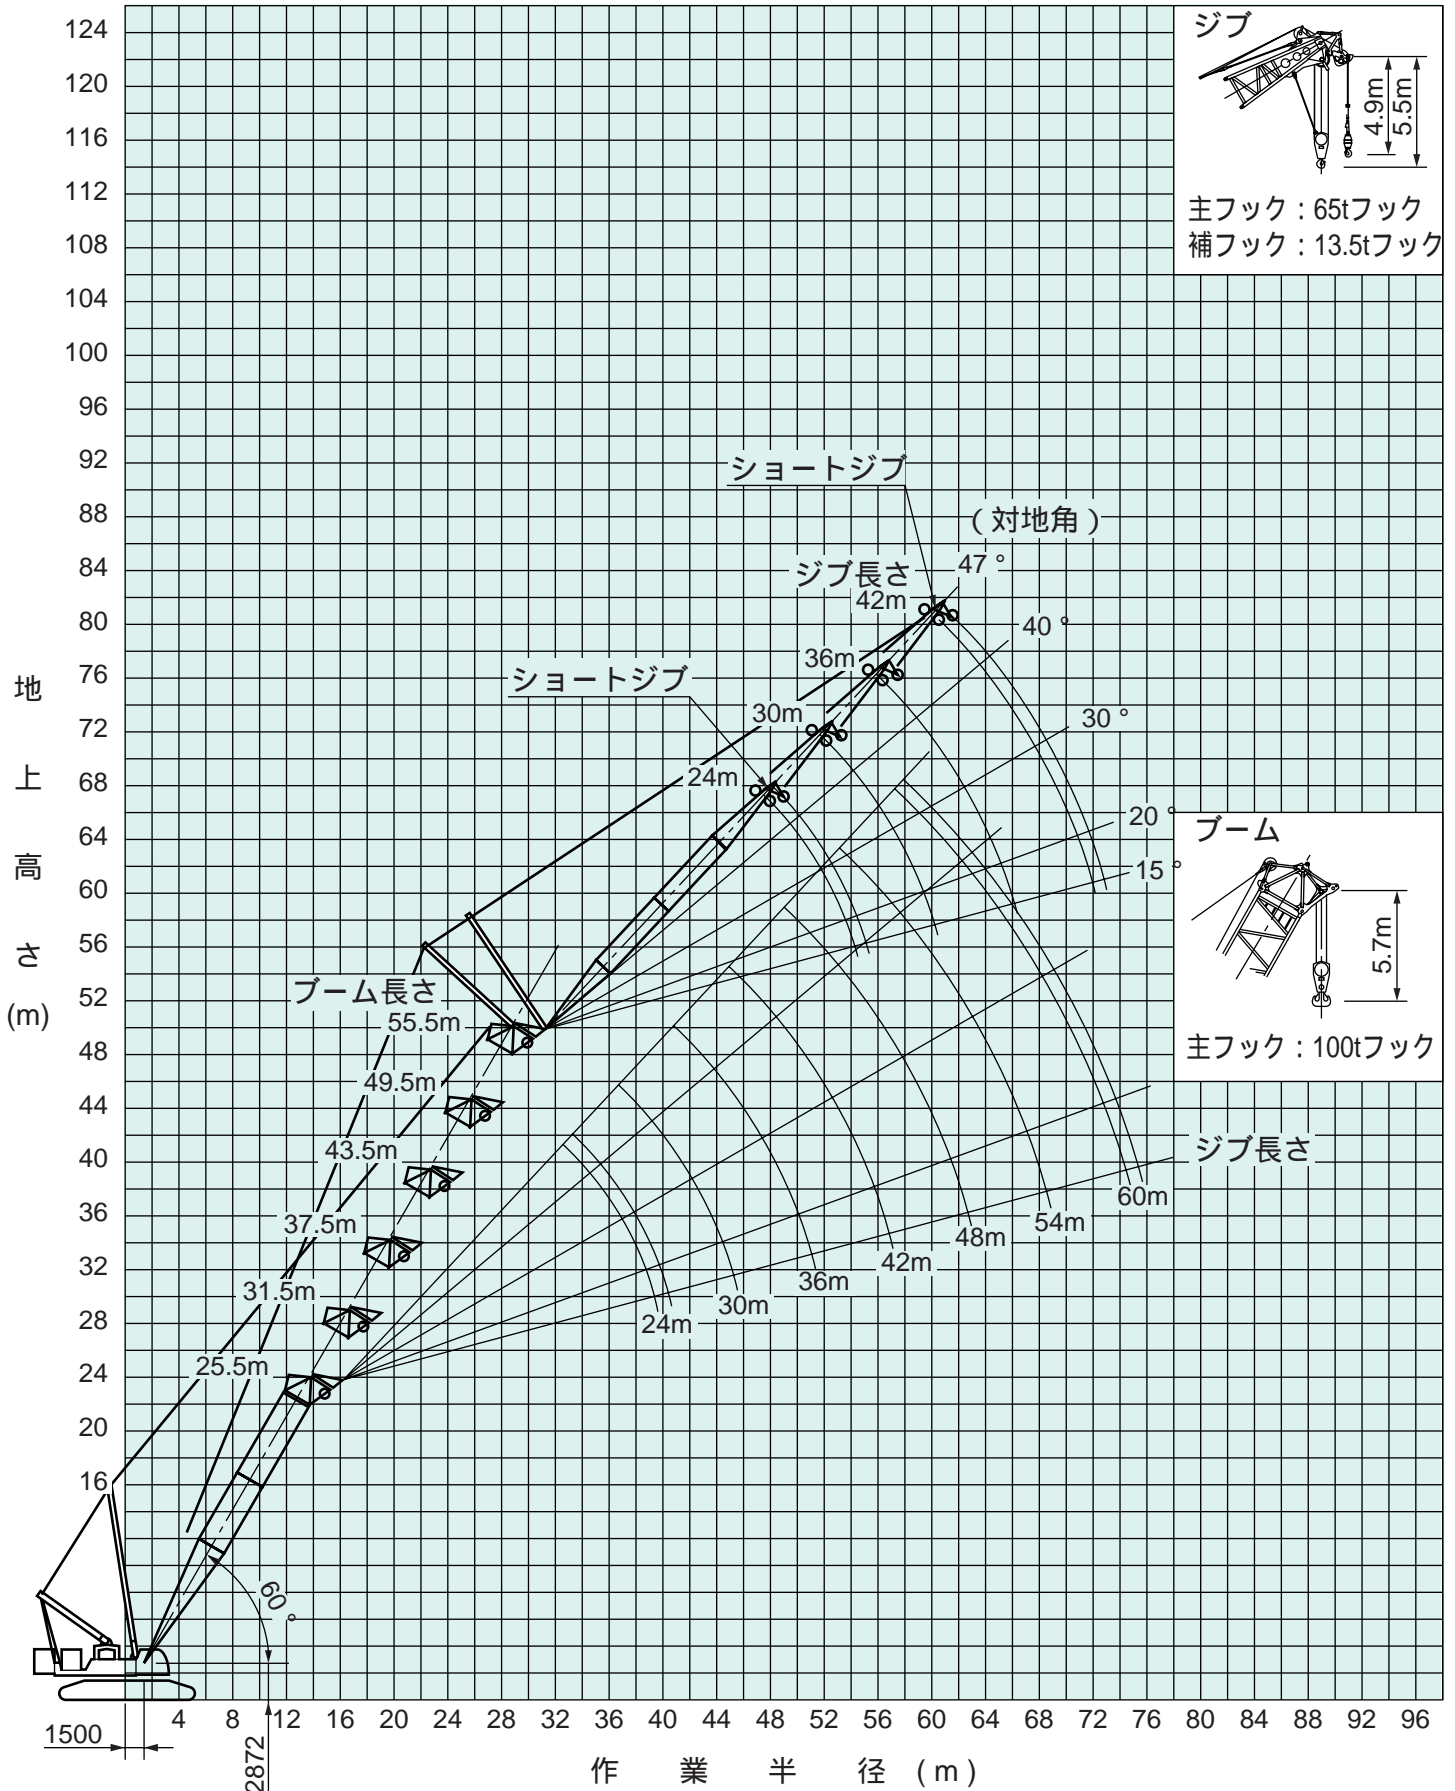 124
120
116
112
108
104
100
96
92
88
84
80
76
72
68
64
60
56
52
48
44
40
36
32
28
24
20
16
地上高さ(m)
ジブ
4.9m
5.5m
主フック：65tフック
補フック：13.5tフック
ショートジブ
(対地角)
47°
ジブ長さ
42m
40°
36m
ショートジブ
30m
30°
24m
20°
15°
ブーム
5.7m
主フック：100tフック
ブーム長さ
55.5m
49.5m
43.5m
37.5m
31.5m
25.5m
ジブ長さ
60m
54m
48m
42m
36m
30m
24m
60°
4 8 12 16 20 24 28 32 36 40 44 48 52 56 60 64 68 72 76 80 84 88 92 96
1500
2872
作業半径(m)